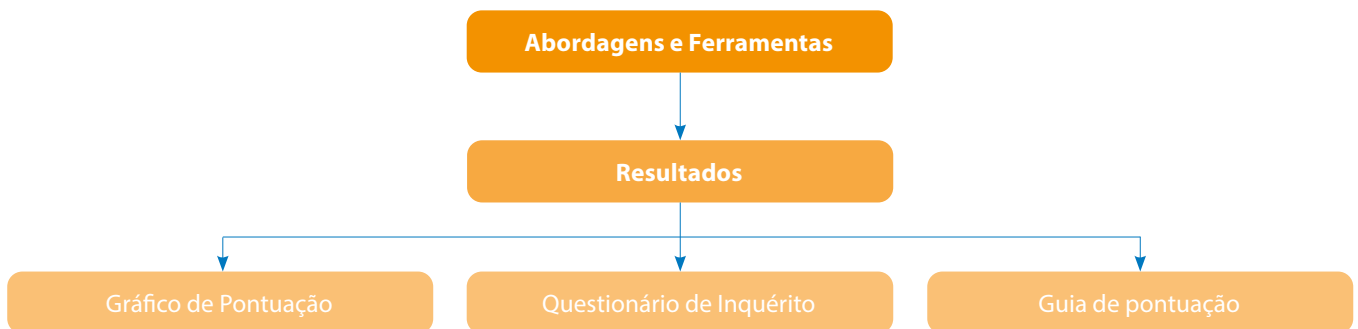 Abordagens e Ferramentas
Resultados
Gráfico de Pontuação
Questionário de Inquérito
Guia de pontuação